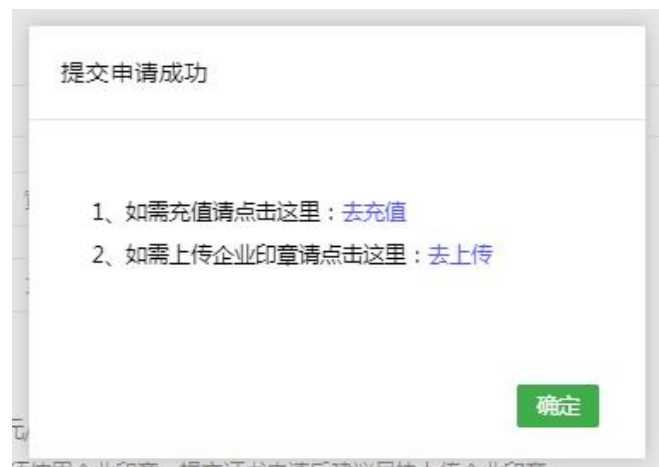 提交申请成功
1、如需充值请点击这里：去充值
2、如需上传企业印章请点击这里：去上传
确定
元/